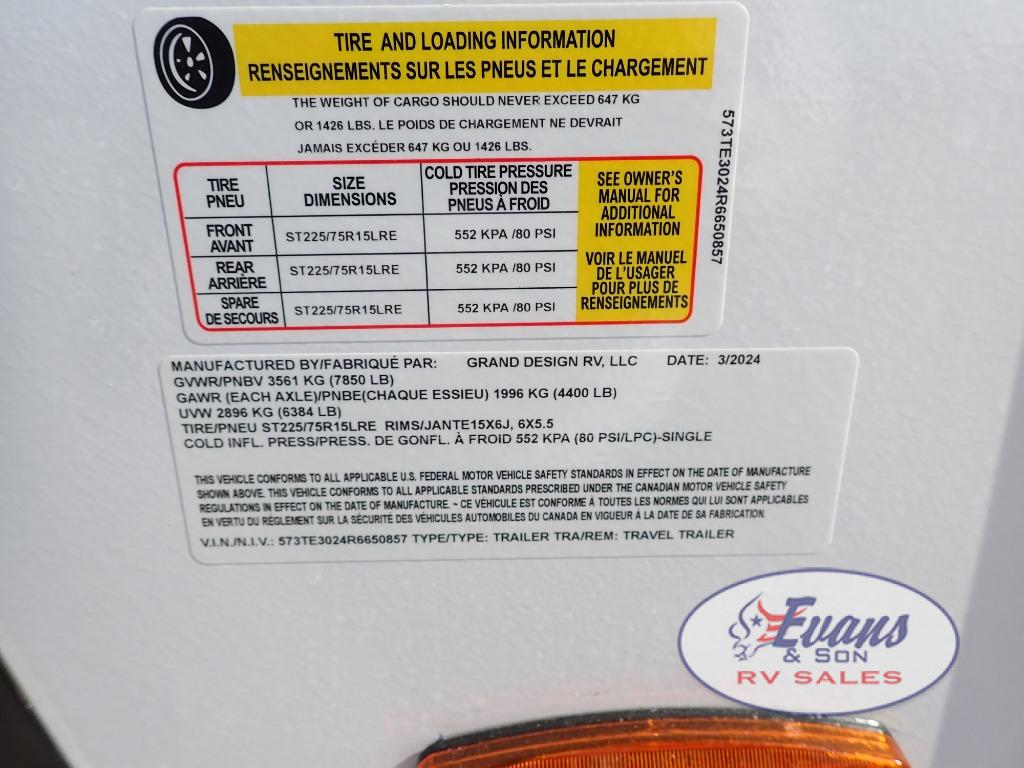 TIRE AND LOADING INFORMATION
RENSEIGNEMENTS SUR LES PNEUS ET LE CHARGEMENT
THE WEIGHT OF CARGO SHOULD NEVER EXCEED 647 KG
OR 1426 LBS. LE POIDS DE CHARGEMENT NE DEVRAIT
JAMAIS EXCÉDER 647 KG OU 1426 LBS.
TIRE
PNEU
SIZE
DIMENSIONS
COLD TIRE PRESSURE
PRESSION DES
PNEUS À FROID
FRONT
AVANT
ST225/75R15LRE
552 KPA /80 PSI
REAR
ARRIÈRE
ST225/75R15LRE
552 KPA /80 PSI
SPARE
DE SECOURS
ST225/75R15LRE
552 KPA /80 PSI
SEE OWNER'S
MANUAL FOR
ADDITIONAL
INFORMATION
VOIR LE MANUEL
DE L'USAGER
POUR PLUS DE
RENSEIGNEMENTS
573TE3024R6650857
MANUFACTURED BY/FABRIQUÉ PAR: GRAND DESIGN RV, LLC DATE: 3/2024
GVWR/PNBV 3561 KG (7850 LB)
GAWR (EACH AXLE)/PNBE(CHAQUE ESSIEU) 1996 KG (4400 LB)
UVW 2896 KG (6384 LB)
TIRE/PNEU ST225/75R15LRE RIMS/JANTE15X6J, 6X5.5
COLD INFL. PRESS/PRESS. DE GONFL. À FROID 552 KPA (80 PSI/LPC)-SINGLE
THIS VEHICLE CONFORMS TO ALL APPLICABLE U.S. FEDERAL MOTOR VEHICLE SAFETY STANDARDS IN EFFECT ON THE DATE OF MANUFACTURE
SHOWN ABOVE. THIS VEHICLE CONFORMS TO ALL APPLICABLE STANDARDS PRESCRIBED UNDER THE CANADIAN MOTOR VEHICLE SAFETY
REGULATIONS IN EFFECT ON THE DATE OF MANUFACTURE. ~ CE VÉHICULE EST CONFORME À TOUTES LES NORMES QUI LUI SONT APPLICABLES
EN VERTU DU RÈGLEMENT SUR LA SÉCURITÉ DES VÉHICULES AUTOMOBILES DU CANADA EN VIGUEUR À LA DATE DE SA FABRICATION.
V.I.N./N.I.V.: 573TE3024R6650857 TYPE/TYPE: TRAILER TRA/REM: TRAVEL TRAILER
Evans
& SON
RV SALES